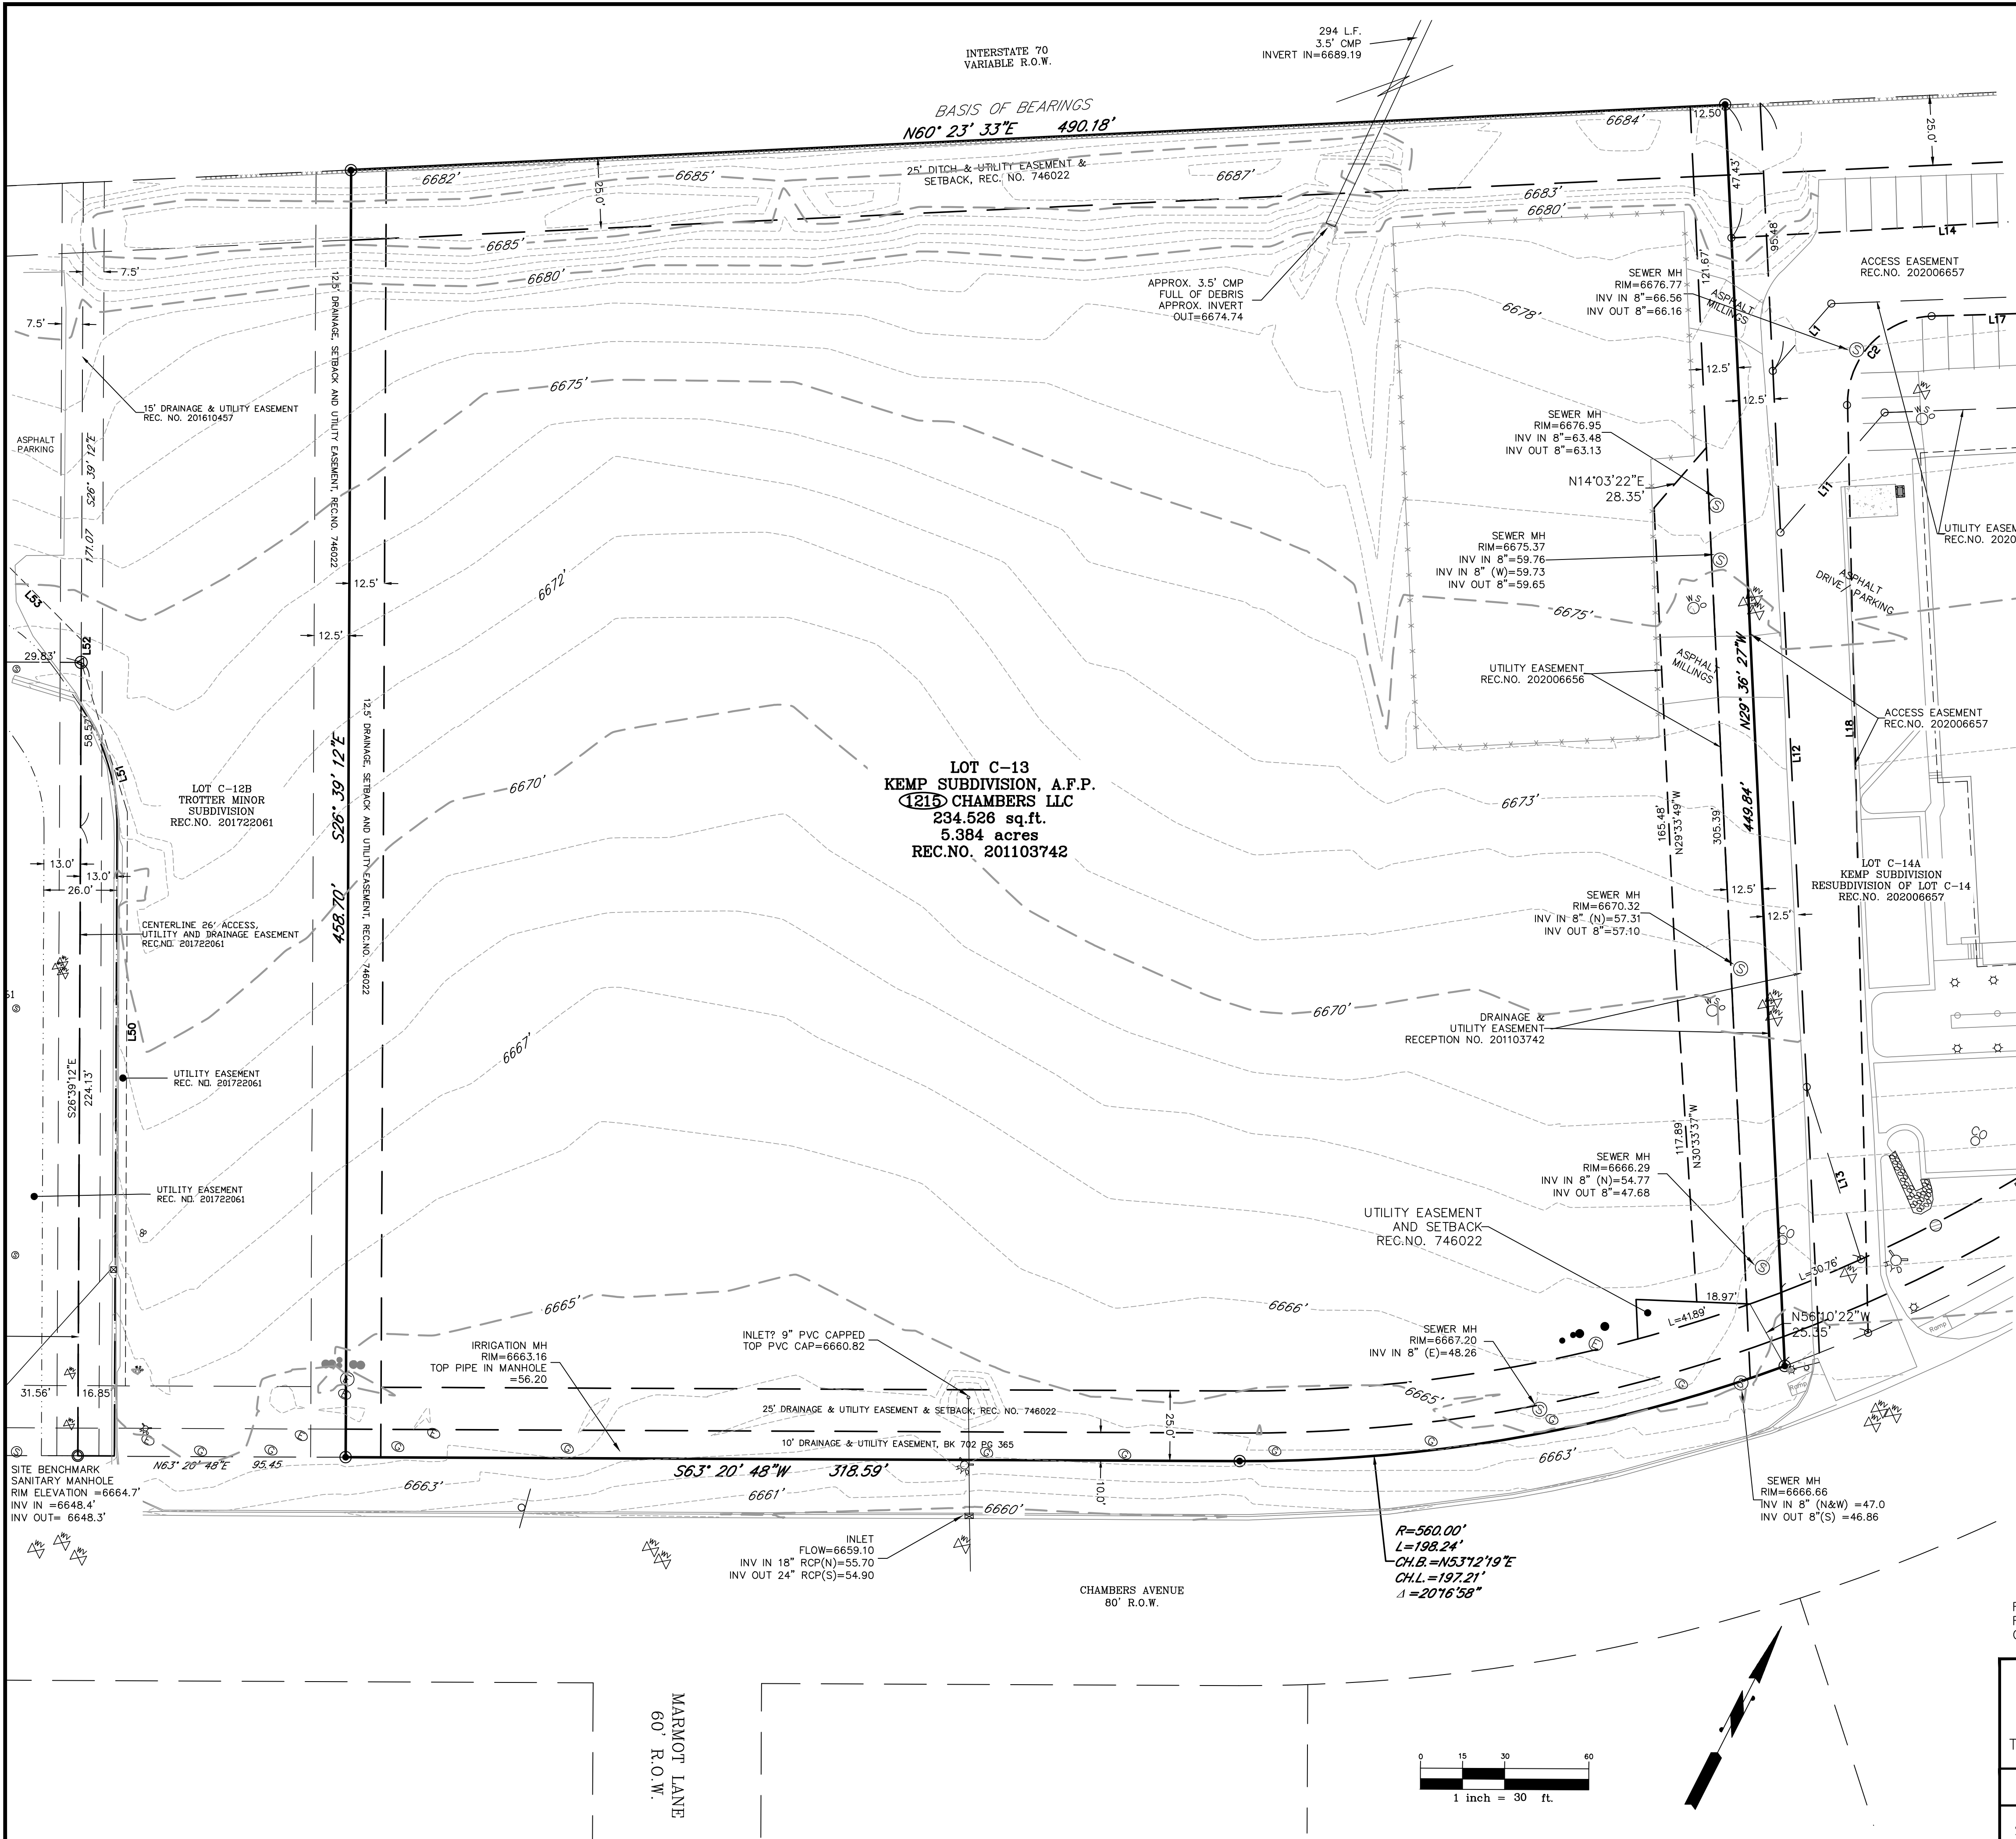 INTERSTATE 70
VARIABLE R.O.W.
294 L.F.
3.5' CMP
INVERT IN=6689.19
BASIS OF BEARINGS
N60° 23' 33"E 490.18'
12.50'
6684'
25.0'
6682'
6685'
25' DITCH & UTILITY EASEMENT &
SETBACK, REC. NO. 746022
6687'
25.0'
47.43'
6683'
6680'
6685'
6680'
7.5'
7.5'
95.48'
L14
ACCESS EASEMENT
REC.NO. 202006657
121.67'
SEWER MH
RIM=6676.77
INV IN 8"=66.56
INV OUT 8"=66.16
ASPHALT
MILLINGS
APPROX. 3.5' CMP
FULL OF DEBRIS
APPROX. INVERT
OUT=6674.74
6678'
L1
L17
C2
12.5' DRAINAGE, SETBACK AND UTILITY EASEMENT, REC.NO. 746022
6675'
12.5'
12.5'
15' DRAINAGE & UTILITY EASEMENT
REC. NO. 201610457
ASPHALT
PARKING
S26° 39' 12"E
171.07
SEWER MH
RIM=6676.95
INV IN 8"=63.48
INV OUT 8"=63.13
WSO
N14°03'22"E
28.35'
L11
UTILITY EASEM
REC.NO. 2020
SEWER MH
RIM=6675.37
INV IN 8"=59.76
INV IN 8" (W)=59.73
INV OUT 8"=59.65
ASPHALT
DRIVE/ PARKING
12.5'
6672'
6675'
WSO
L53
12.5'
L52
29.83'
N29° 36' 27"W
ASPHALT
MILLINGS
UTILITY EASEMENT
REC.NO. 202006656
58.57'
L51
12.5' DRAINAGE, SETBACK AND UTILITY EASEMENT, REC.NO. 746022
S26° 39' 12"E
ACCESS EASEMENT
REC.NO. 202006657
L18
L12
LOT C-12B
TROTTER MINOR
SUBDIVISION
REC.NO. 201722061
6670'
LOT C-13
KEMP SUBDIVISION, A.F.P.
1215 CHAMBERS LLC
234.526 sq.ft.
5.384 acres
REC.NO. 201103742
6673'
449.84'
165.48'
N29°33'49"W
305.39'
13.0'
13.0'
26.0'
LOT C-14A
KEMP SUBDIVISION
RESUBDIVISION OF LOT C-14
REC.NO. 202006657
12.5'
12.5'
458.70'
CENTERLINE 26' ACCESS,
UTILITY AND DRAINAGE EASEMENT
REC.NO. 201722061
SEWER MH
RIM=6670.32
INV IN 8" (N)=57.31
INV OUT 8"=57.10
51
L50
6667'
6670'
WSO
DRAINAGE &
UTILITY EASEMENT
RECEPTION NO. 201103742
S26°39'12"E
224.13'
UTILITY EASEMENT
REC. NO. 201722061
117.89'
N30°33'37"W
CO
SEWER MH
RIM=6666.29
INV IN 8" (N)=54.77
INV OUT 8"=47.68
L13
UTILITY EASEMENT
REC. NO. 201722061
UTILITY EASEMENT
AND SETBACK
REC.NO. 746022
CO
HYD
L=30.76'
18.97'
L=41.89'
N56°10'22"W
25.35'
Ramp
6665'
6666'
IRRIGATION MH
RIM=6663.16
TOP PIPE IN MANHOLE
=56.20
INLET? 9" PVC CAPPED
TOP PVC CAP=6660.82
SEWER MH
RIM=6667.20
INV IN 8" (E)=48.26
Ramp
6665'
31.56'
16.85'
25' DRAINAGE & UTILITY EASEMENT & SETBACK, REC. NO. 746022
25.0'
10' DRAINAGE & UTILITY EASEMENT, BK 702 PG 365
SITE BENCHMARK
SANITARY MANHOLE
RIM ELEVATION =6664.7'
INV IN =6648.4'
INV OUT= 6648.3'
N63° 20' 48"E 95.45
S63° 20' 48"W 318.59'
6663'
6663'
6661'
10.0'
6660'
SEWER MH
RIM=6666.66
INV IN 8" (N&W) =47.0
INV OUT 8"(S) =46.86
INLET
FLOW=6659.10
INV IN 18" RCP(N)=55.70
INV OUT 24" RCP(S)=54.90
R=560.00'
L=198.24'
CH.B.=N53°12'19"E
CH.L.=197.21'
Δ =20°16'58"
CHAMBERS AVENUE
80' R.O.W.
MARMOT LANE
60' R.O.W.
0 15 30 60
1 inch = 30 ft.